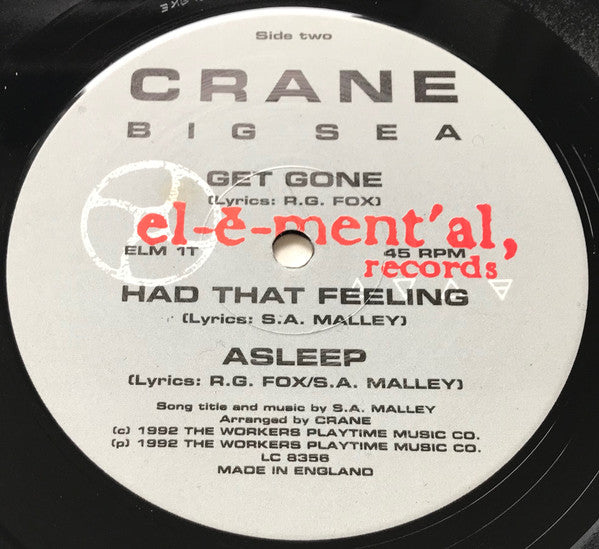 Side two
CRANE
BIG SEA
GET GONE
(Lyrics: R.G. FOX)
el-ĕ-ment'al,
ELM 1T 45 RPM
records
HAD THAT FEELING
(Lyrics: S.A. MALLEY)
ASLEEP
(Lyrics: R.G. FOX/S.A. MALLEY)
Song title and music by S.A. MALLEY
Arranged by CRANE
(c) 1992 THE WORKERS PLAYTIME MUSIC CO.
(p) 1992 THE WORKERS PLAYTIME MUSIC CO.
LC 8356
MADE IN ENGLAND